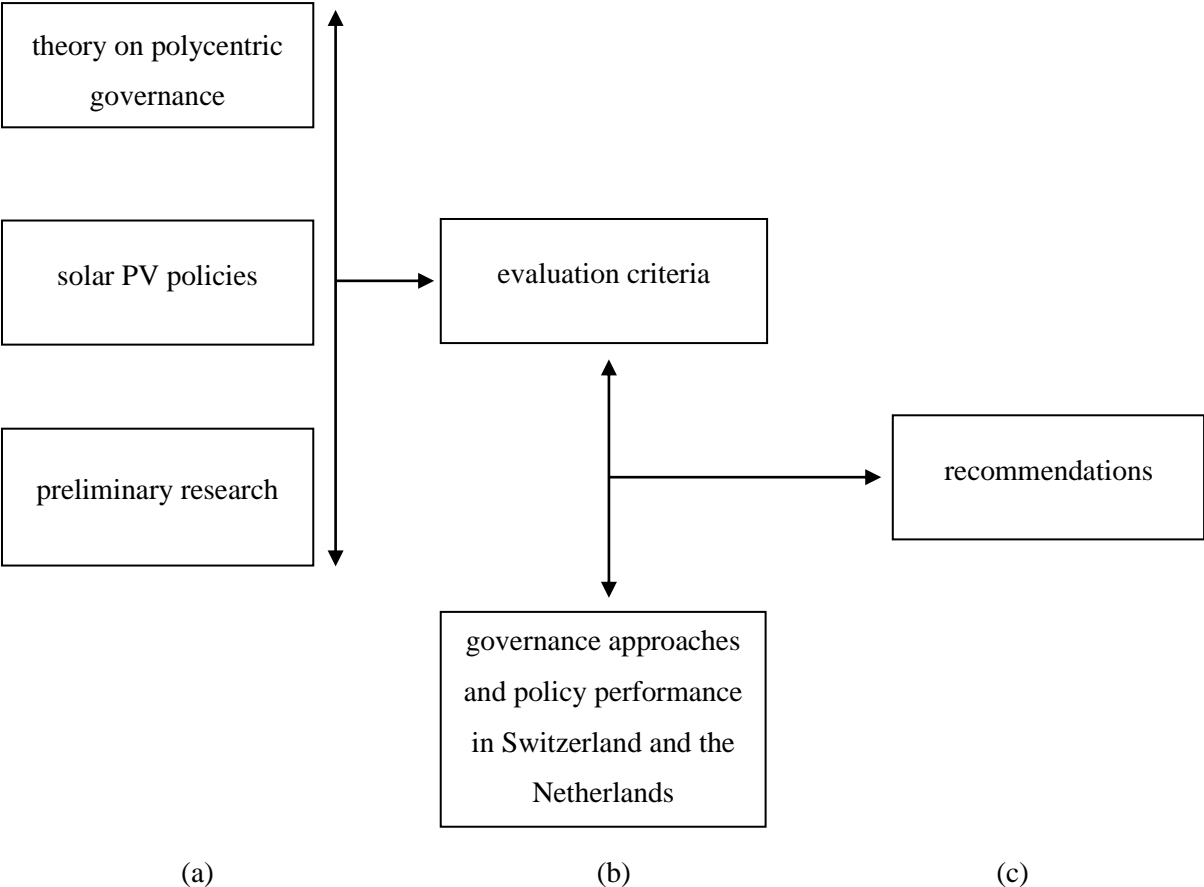 theory on polycentric
governance
solar PV policies
preliminary research
evaluation criteria
governance approaches
and policy performance
in Switzerland and the
Netherlands
recommendations
(a)
(b)
(c)